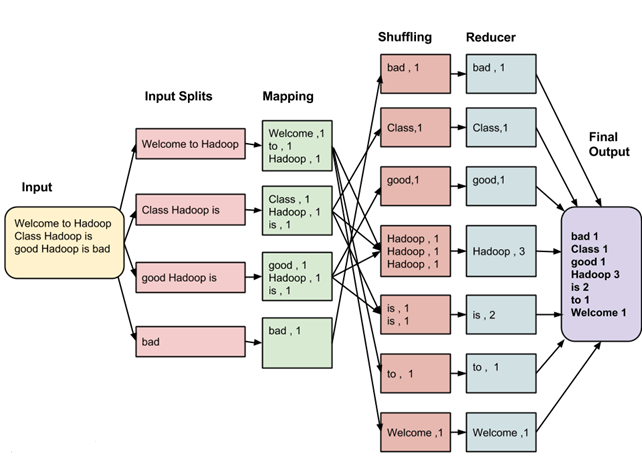 Input
Welcome to Hadoop
Class Hadoop is
good Hadoop is bad
Input Splits
Welcome to Hadoop
Class Hadoop is
good Hadoop is
bad
Mapping
Welcome ,1
to , 1
Hadoop , 1
Class , 1
Hadoop , 1
is , 1
good , 1
Hadoop , 1
is , 1
bad , 1
Shuffling
bad , 1
Class,1
good,1
Hadoop , 1
Hadoop , 1
Hadoop , 1
is , 1
is , 1
to , 1
Welcome ,1
Reducer
bad , 1
Class,1
good,1
Hadoop , 3
is , 2
to , 1
Welcome ,1
Final
Output
bad 1
Class 1
good 1
Hadoop 3
is 2
to 1
Welcome 1